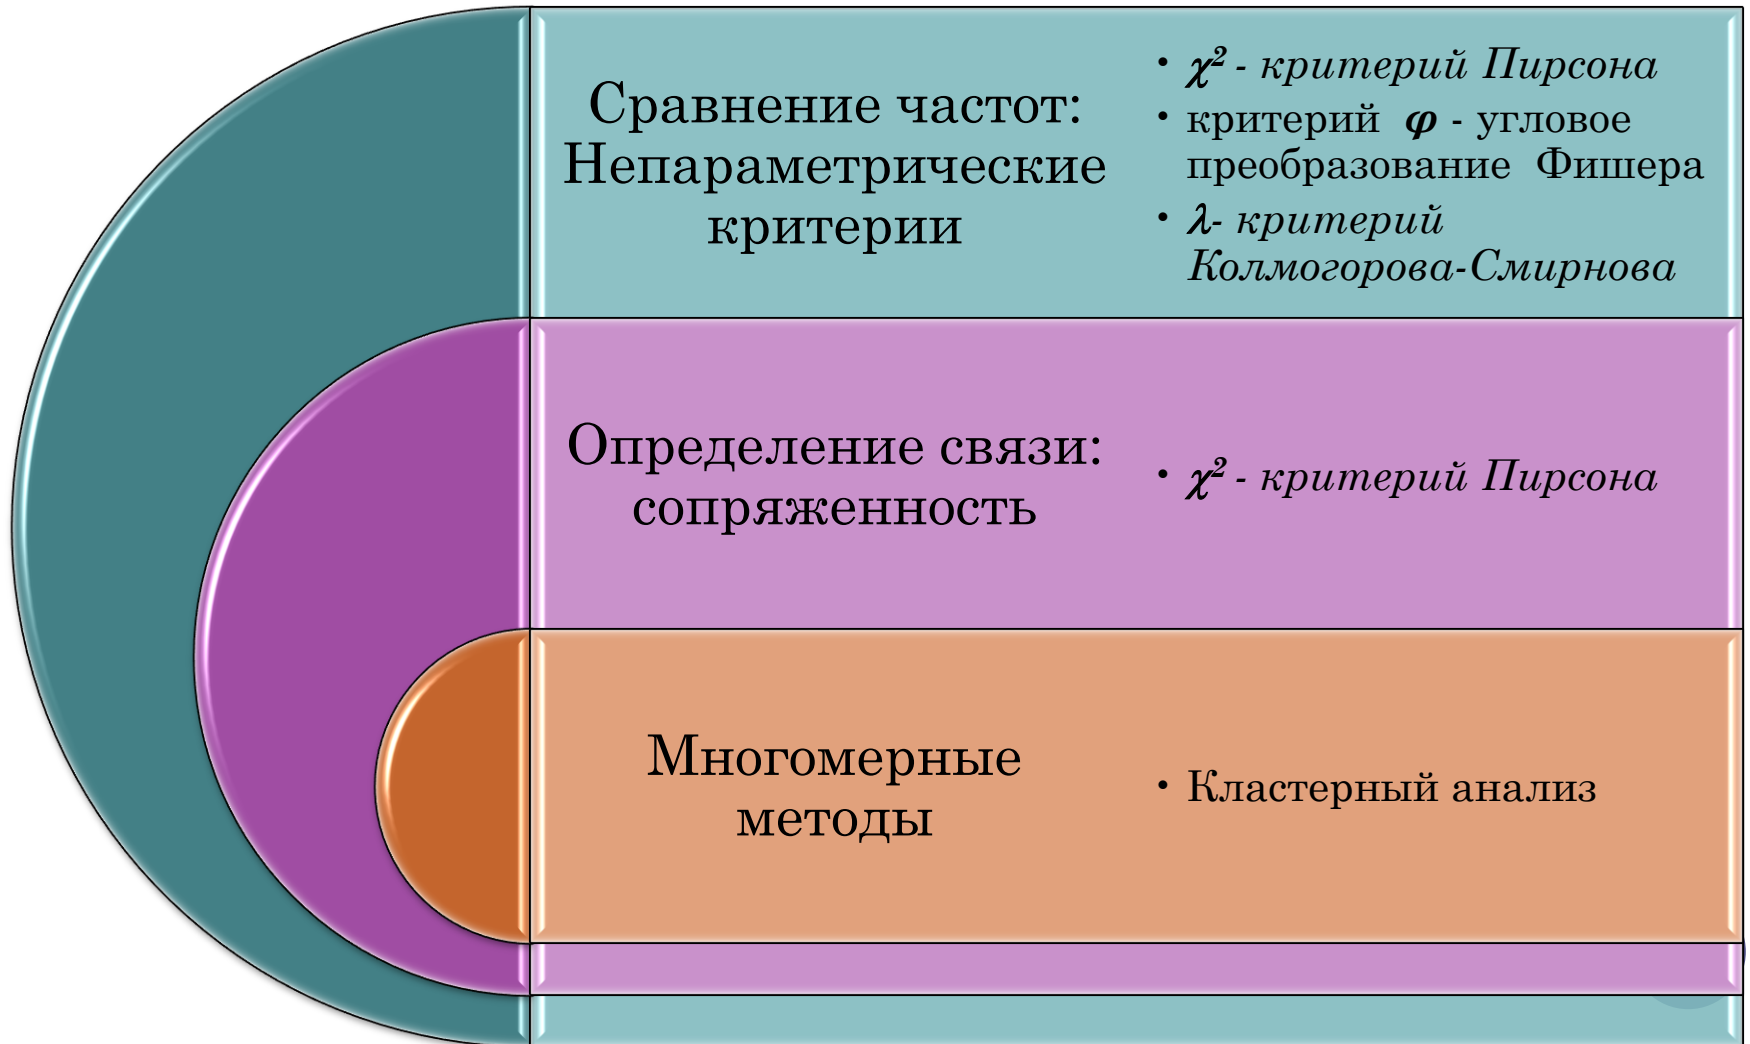 Сравнение частот:
Непараметрические
критерии
• χ² - критерий Пирсона
• критерий φ - угловое
преобразование Фишера
• λ- критерий
Колмогорова-Смирнова
Определение связи:
сопряженность
• χ² - критерий Пирсона
Многомерные
методы
• Кластерный анализ